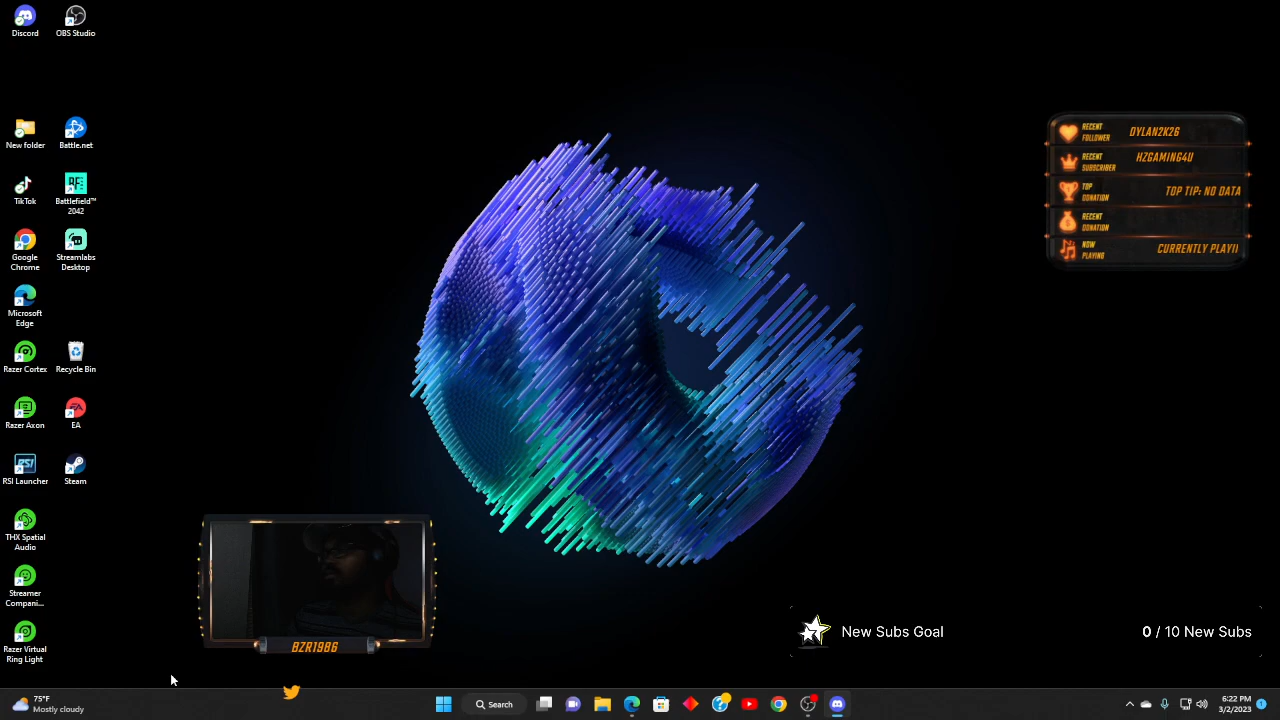 Discord
OBS Studio
New folder
Battle.net
TikTok
Battlefield™
2042
Google
Chrome
Streamlabs
Desktop
Microsoft
Edge
Razer Cortex
Recycle Bin
Razer Axon
EA
RSI Launcher
Steam
THX Spatial
Audio
Streamer
Compani...
Razer Virtual
Ring Light
RECENT
FOLLOWER
DYLAN2K26
RECENT
SUBSCRIBER
HZGAMING4U
TOP
DONATION
TOP TIP: NO DATA
RECENT
DONATION
NOW
PLAYING
CURRENTLY PLAYI
BZR1986
New Subs Goal
0 / 10 New Subs
75°F
Mostly cloudy
Search
6:22 PM
3/2/2023
1